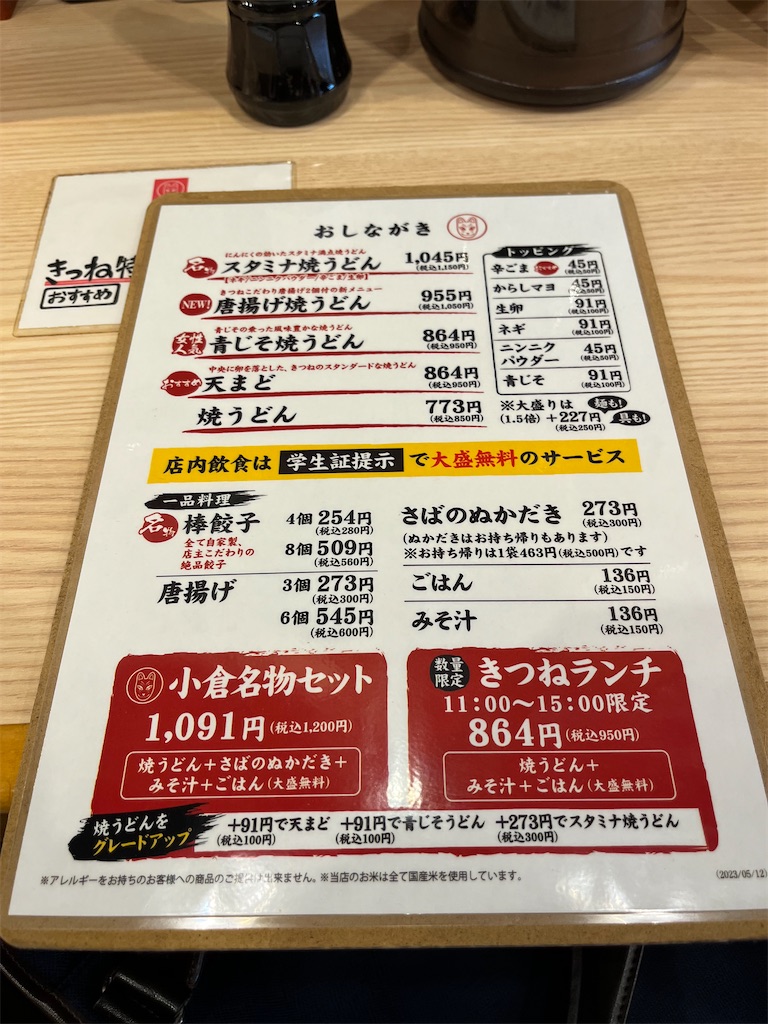 きつね特
おすすめ
おしながき
にんにくの効いたスタミナ満点焼うどん
名物 スタミナ焼うどん 1,045円
(税込1,150円)
きつねこだわり唐揚げ2個付の新メニュー
NEW! 唐揚げ焼うどん 955円
(税込1,050円)
青じその乗った風味豊かな焼うどん
女性人気 青じそ焼うどん 864円
(税込950円)
中央に卵を落とした、きつねのスタンダードな焼うどん
おすすめ 天まど 864円
(税込950円)
焼うどん 773円
(税込850円)
トッピング
辛ごま おすすめ 45円
(税込50円)
からしマヨ 45円
(税込50円)
生卵 91円
(税込100円)
ネギ 91円
(税込100円)
ニンニク
パウダー 45円
(税込50円)
青じそ 91円
(税込100円)
※大盛りは 麺も!
(1.5倍) +227円 具も!
(税込250円)
店内飲食は 学生証提示 で大盛無料のサービス
一品料理
名物 棒餃子 4個 254円
(税込280円)
全て自家製、
店主こだわりの
絶品餃子
8個 509円
(税込560円)
唐揚げ 3個 273円
(税込300円)
6個 545円
(税込600円)
さばのぬかだき 273円
(税込300円)
(ぬかだきはお持ち帰りもあります)
※お持ち帰りは1袋463円(税込500円)です
ごはん 136円
(税込150円)
みそ汁 136円
(税込150円)
小倉名物セット
1,091円(税込1,200円)
焼うどん+さばのぬかだき+
みそ汁+ごはん(大盛無料)
数量限定 きつねランチ
11:00〜15:00限定
864円(税込950円)
焼うどん+
みそ汁+ごはん(大盛無料)
焼うどんを
グレードアップ
+91円で天まど +91円で青じそうどん +273円でスタミナ焼うどん
(税込100円) (税込100円) (税込300円)
※アレルギーをお持ちのお客様への商品のご提供は出来ません。※当店のお米は全て国産米を使用しています。
(2023/05/12)